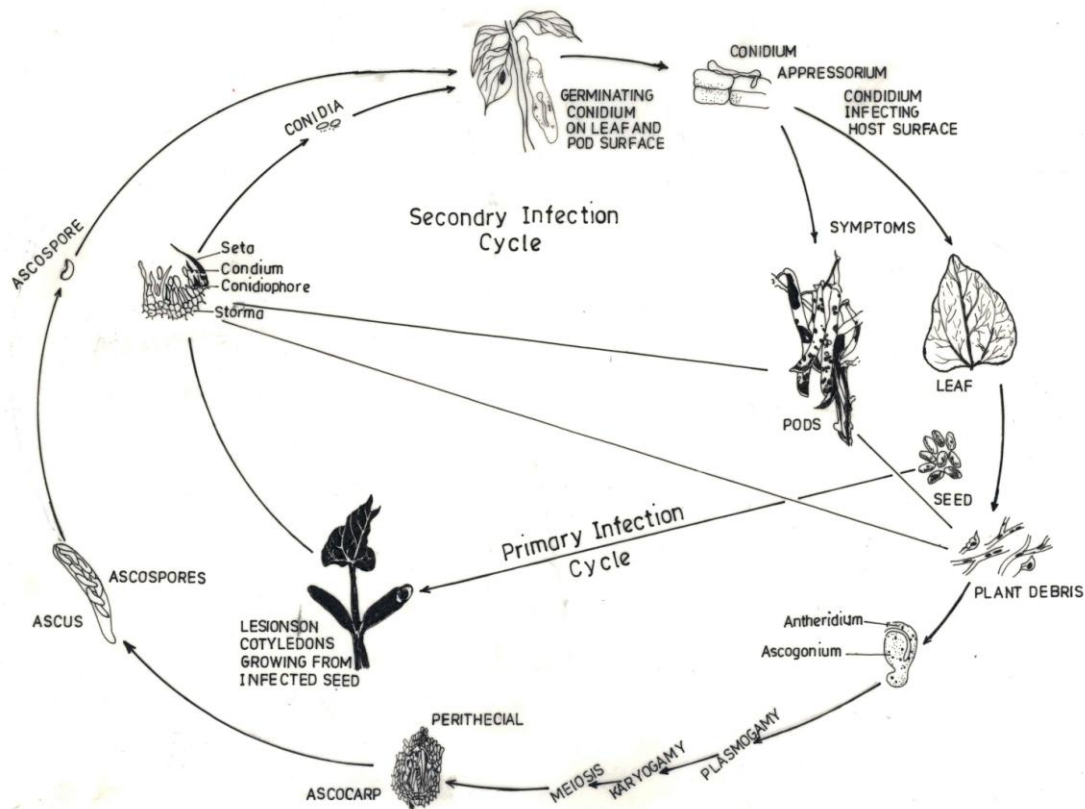 CONIDIUM
APPRESSORIUM
GERMINATING
CONIDIUM
ON LEAF AND
POD SURFACE
CONDIDIUM
INFECTING
HOST SURFACE
CONIDIA
Secondry Infection
Cycle
SYMPTOMS
ASCOSPORE
Seta
Condium
Conidiophore
Storma
LEAF
PODS
SEED
Primary Infection
Cycle
PLANT DEBRIS
ASCOSPORES
ASCUS
LESIONSON
COTYLEDONS
GROWING FROM
INFECTED SEED
Antheridium
Ascogonium
PERITHECIAL
ASCOCARP
MEIOSIS
KARYOGAMY
PLASMOGAMY